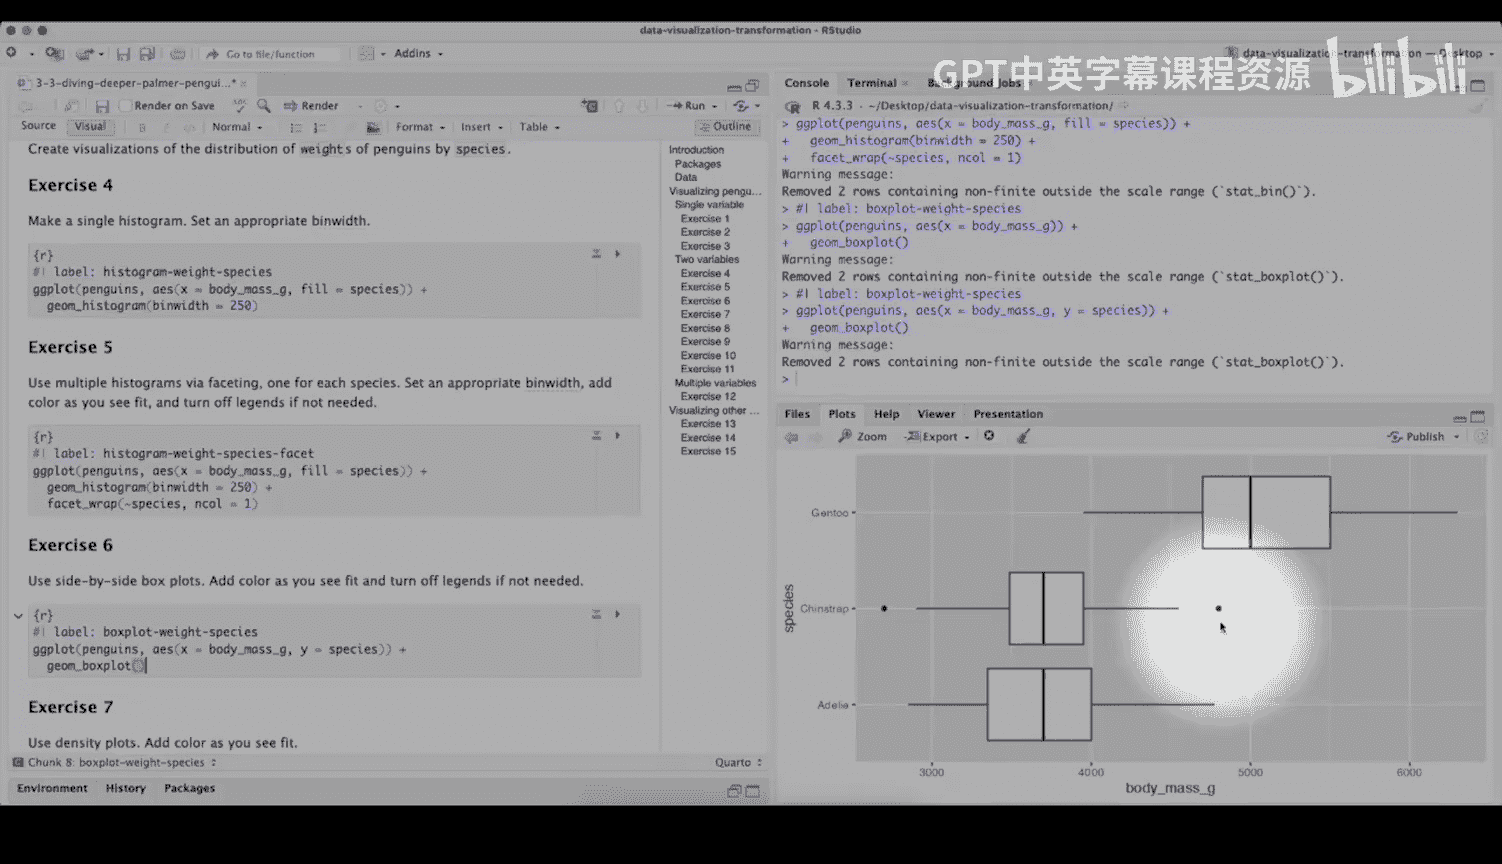 data-visualization-transformation - RStudio
Go to file/function
Addins
data-visualization-transformation — Desktop
GPT中英字幕课程资源 bilibili
3-3-diving-deeper-palmer-pengui...*
Render on Save
Render
Run
Source
Visual
Normal
Format
Insert
Table
Outline
Create visualizations of the distribution of weights of penguins by species.
Exercise 4
Make a single histogram. Set an appropriate binwidth.
{r}
#| label: histogram-weight-species
ggplot(penguins, aes(x = body_mass_g, fill = species)) +
geom_histogram(binwidth = 250)
Exercise 5
Use multiple histograms via faceting, one for each species. Set an appropriate binwidth, add
color as you see fit, and turn off legends if not needed.
{r}
#| label: histogram-weight-species-facet
ggplot(penguins, aes(x = body_mass_g, fill = species)) +
geom_histogram(binwidth = 250) +
facet_wrap(~species, ncol = 1)
Exercise 6
Use side-by-side box plots. Add color as you see fit and turn off legends if not needed.
{r}
#| label: boxplot-weight-species
ggplot(penguins, aes(x = body_mass_g, y = species)) +
geom_boxplot()
Exercise 7
Use density plots. Add color as you see fit.
Chunk 8: boxplot-weight-species
Quarto
Environment
History
Packages
Introduction
Packages
Data
Visualizing pengu...
Single variable
Exercise 1
Exercise 2
Exercise 3
Two variables
Exercise 4
Exercise 5
Exercise 6
Exercise 7
Exercise 8
Exercise 9
Exercise 10
Exercise 11
Multiple variables
Exercise 12
Visualizing other ...
Exercise 13
Exercise 14
Exercise 15
Console
Terminal
Background Jobs
R 4.3.3 · ~/Desktop/data-visualization-transformation/
> ggplot(penguins, aes(x = body_mass_g, fill = species)) +
+ geom_histogram(binwidth = 250) +
+ facet_wrap(~species, ncol = 1)
Warning message:
Removed 2 rows containing non-finite outside the scale range (`stat_bin()`).
> #| label: boxplot-weight-species
> ggplot(penguins, aes(x = body_mass_g)) +
+ geom_boxplot()
Warning message:
Removed 2 rows containing non-finite outside the scale range (`stat_boxplot()`).
> #| label: boxplot-weight-species
> ggplot(penguins, aes(x = body_mass_g, y = species)) +
+ geom_boxplot()
Warning message:
Removed 2 rows containing non-finite outside the scale range (`stat_boxplot()`).
>
Files
Plots
Help
Viewer
Presentation
Zoom
Export
Publish
species
Gentoo
Chinstrap
Adelie
3000
4000
5000
6000
body_mass_g